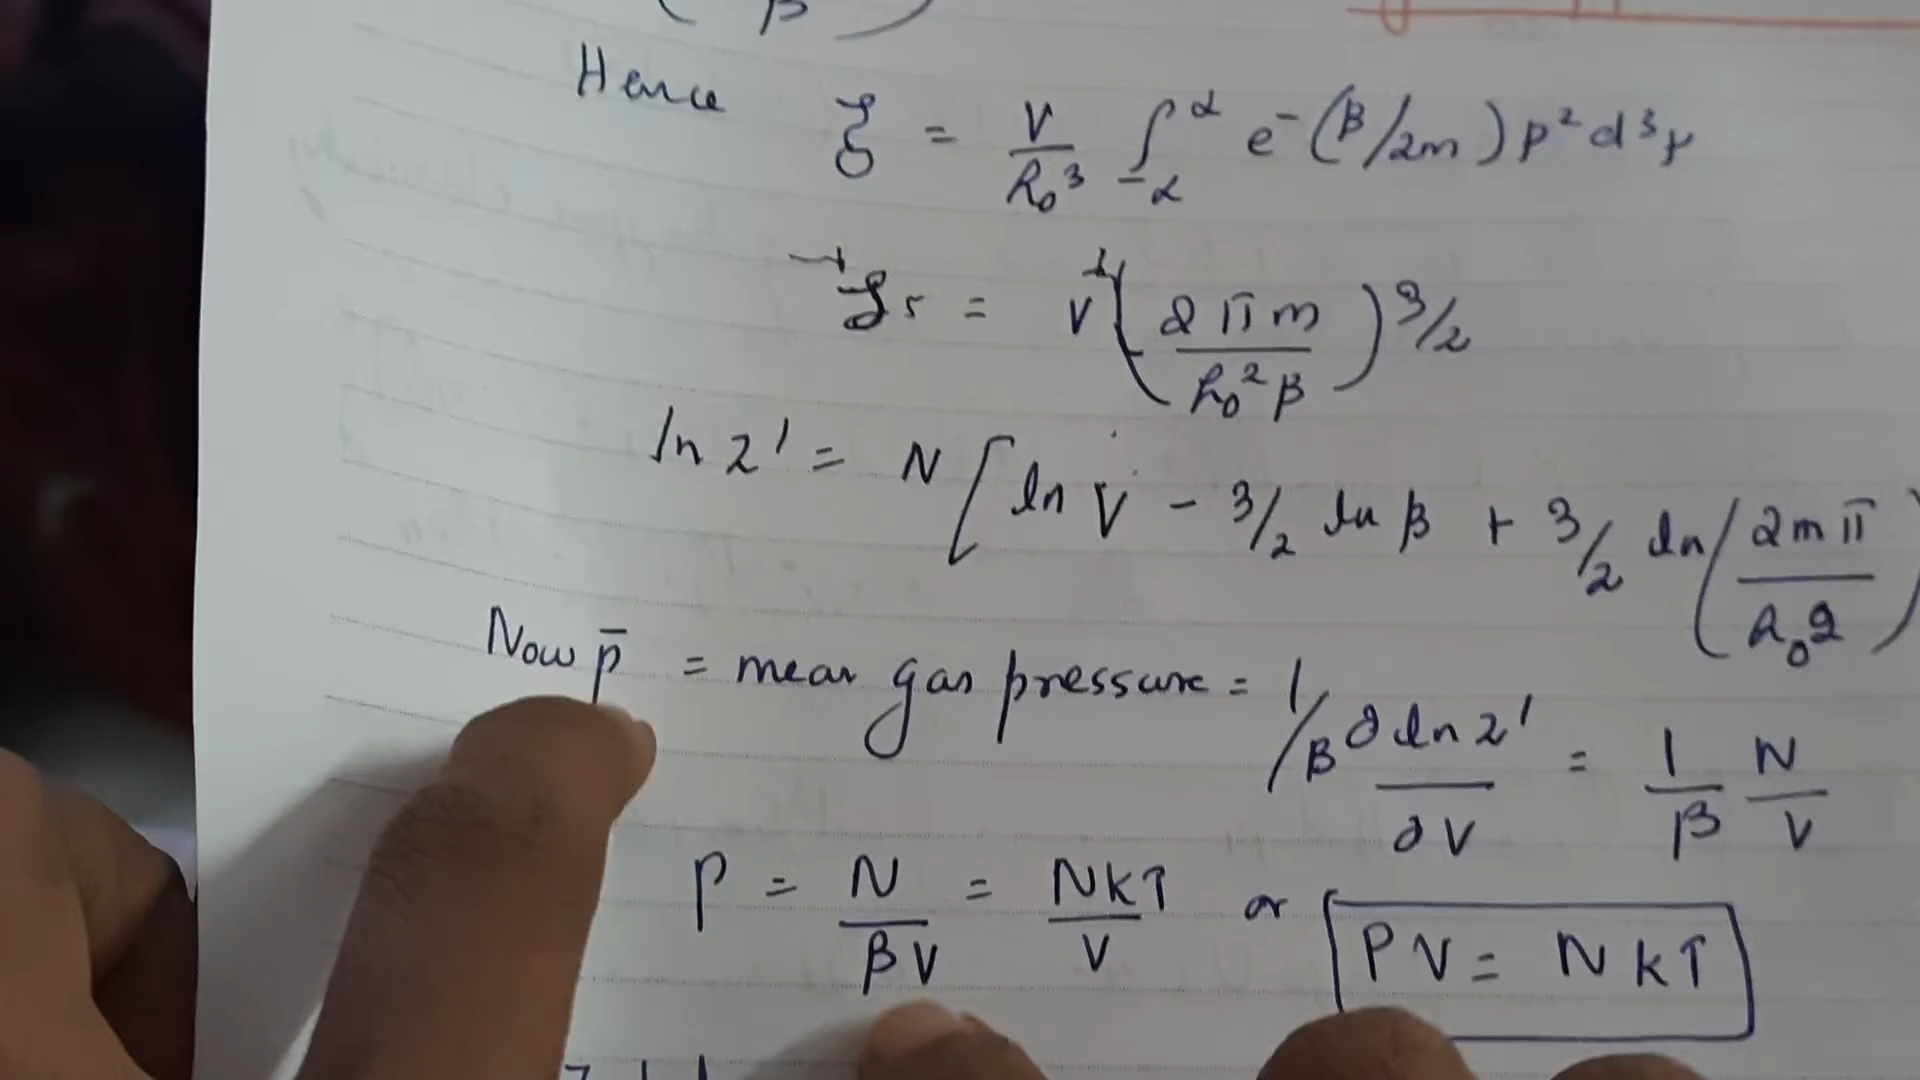 β
Hence ξ = V/h₀³ ∫_{-α}^{α} e^{-(β/2m)p²} d³p
= V (2πm/h₀²β)^{3/2}
ln z' = N [ln V - 3/2 ln β + 3/2 ln (2mπ/h₀²)
Now p̄ = mean gas pressure = 1/β ∂ ln z'/∂V = 1/β N/V
P = N/βV = NkT/V or PV = NkT